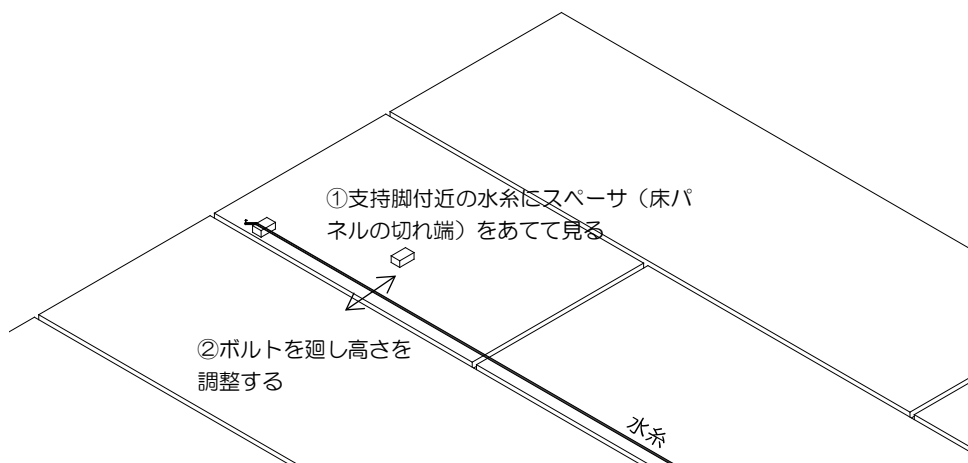 ①支持脚付近の水糸にスペーサ（床パ
ネルの切れ端）をあてて見る
②ボルトを廻し高さを
調整する
水糸